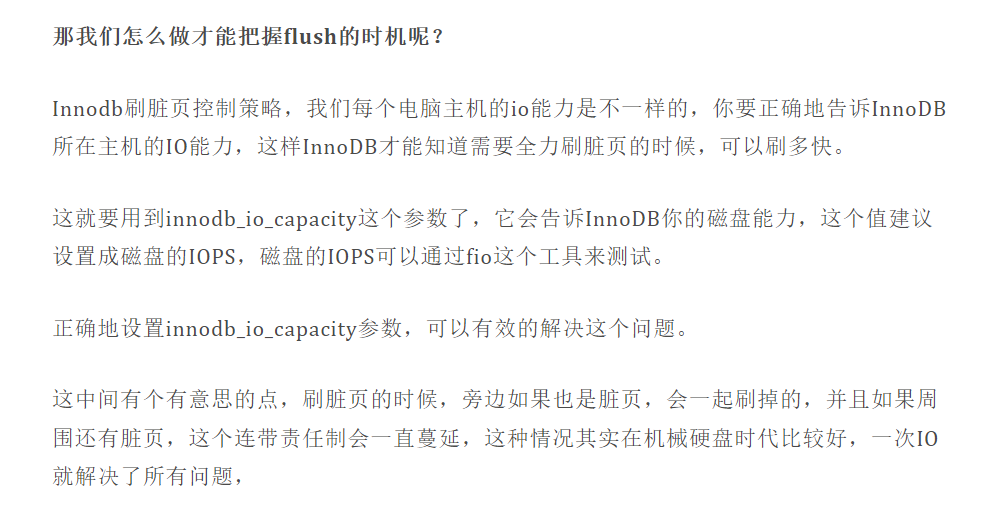 那我们怎么做才能把握flush的时机呢？
Innodb刷脏页控制策略，我们每个电脑主机的io能力是不一样的，你要正确地告诉InnoDB
所在主机的IO能力，这样InnoDB才能知道需要全力刷脏页的时候，可以刷多快。
这就要用到innodb_io_capacity这个参数了，它会告诉InnoDB你的磁盘能力，这个值建议
设置成磁盘的IOPS，磁盘的IOPS可以通过fio这个工具来测试。
正确地设置innodb_io_capacity参数，可以有效的解决这个问题。
这中间有个有意思的点，刷脏页的时候，旁边如果也是脏页，会一起刷掉的，并且如果周
围还有脏页，这个连带责任制会一直蔓延，这种情况其实在机械硬盘时代比较好，一次IO
就解决了所有问题，